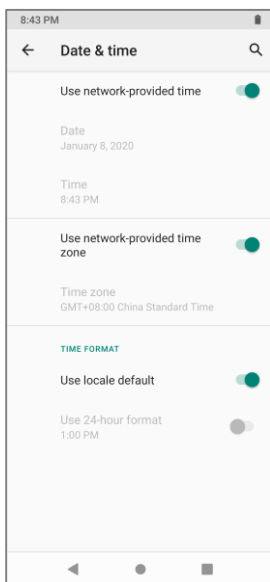 8:43 PM
Date & time
Use network-provided time
Date
January 8, 2020
Time
8:43 PM
Use network-provided time
zone
Time zone
GMT+08:00 China Standard Time
TIME FORMAT
Use locale default
Use 24-hour format
1:00 PM